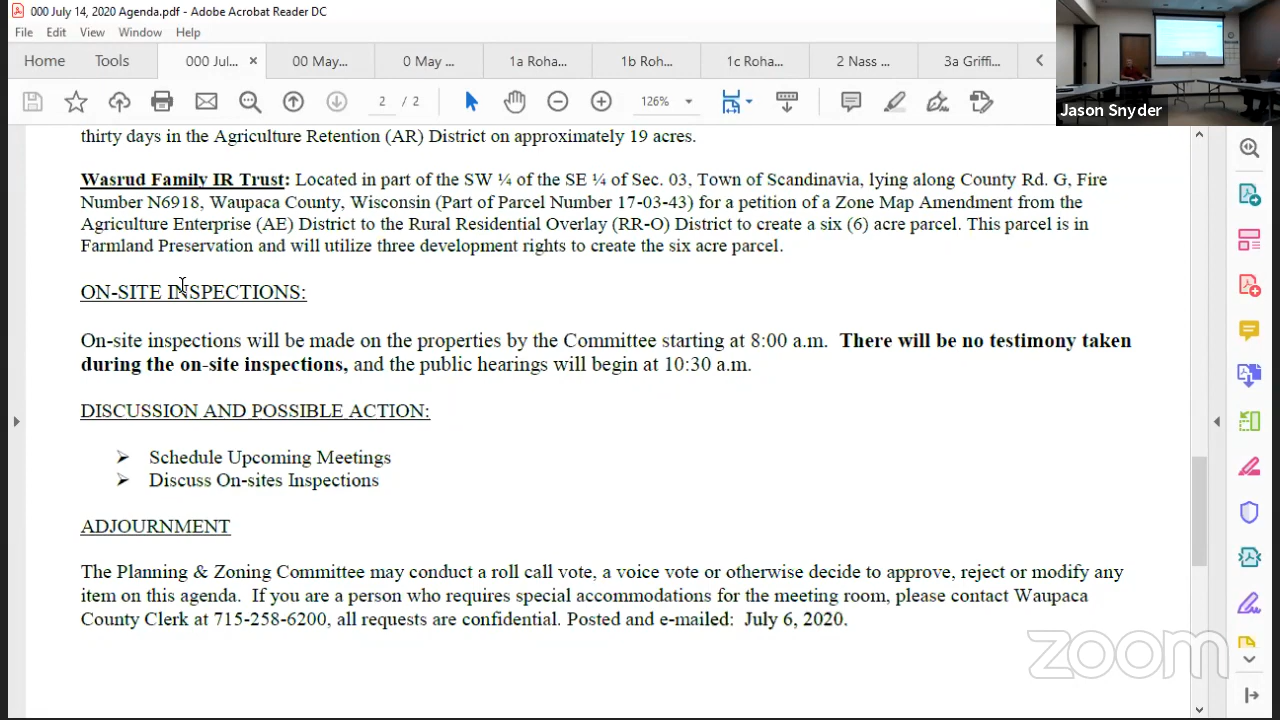 000 July 14, 2020 Agenda.pdf - Adobe Acrobat Reader DC
File Edit View Window Help
Home Tools 000 Jul... × 00 May... 0 May ... 1a Roha... 1b Roh... 1c Roha... 2 Nass ... 3a Griffi...
2 / 2 126%
Jason Snyder
thirty days in the Agriculture Retention (AR) District on approximately 19 acres.
Wasrud Family IR Trust: Located in part of the SW ¼ of the SE ¼ of Sec. 03, Town of Scandinavia, lying along County Rd. G, Fire
Number N6918, Waupaca County, Wisconsin (Part of Parcel Number 17-03-43) for a petition of a Zone Map Amendment from the
Agriculture Enterprise (AE) District to the Rural Residential Overlay (RR-O) District to create a six (6) acre parcel. This parcel is in
Farmland Preservation and will utilize three development rights to create the six acre parcel.
ON-SITE INSPECTIONS:
On-site inspections will be made on the properties by the Committee starting at 8:00 a.m. There will be no testimony taken
during the on-site inspections, and the public hearings will begin at 10:30 a.m.
DISCUSSION AND POSSIBLE ACTION:
➢ Schedule Upcoming Meetings
➢ Discuss On-sites Inspections
ADJOURNMENT
The Planning & Zoning Committee may conduct a roll call vote, a voice vote or otherwise decide to approve, reject or modify any
item on this agenda. If you are a person who requires special accommodations for the meeting room, please contact Waupaca
County Clerk at 715-258-6200, all requests are confidential. Posted and e-mailed: July 6, 2020.
zoom